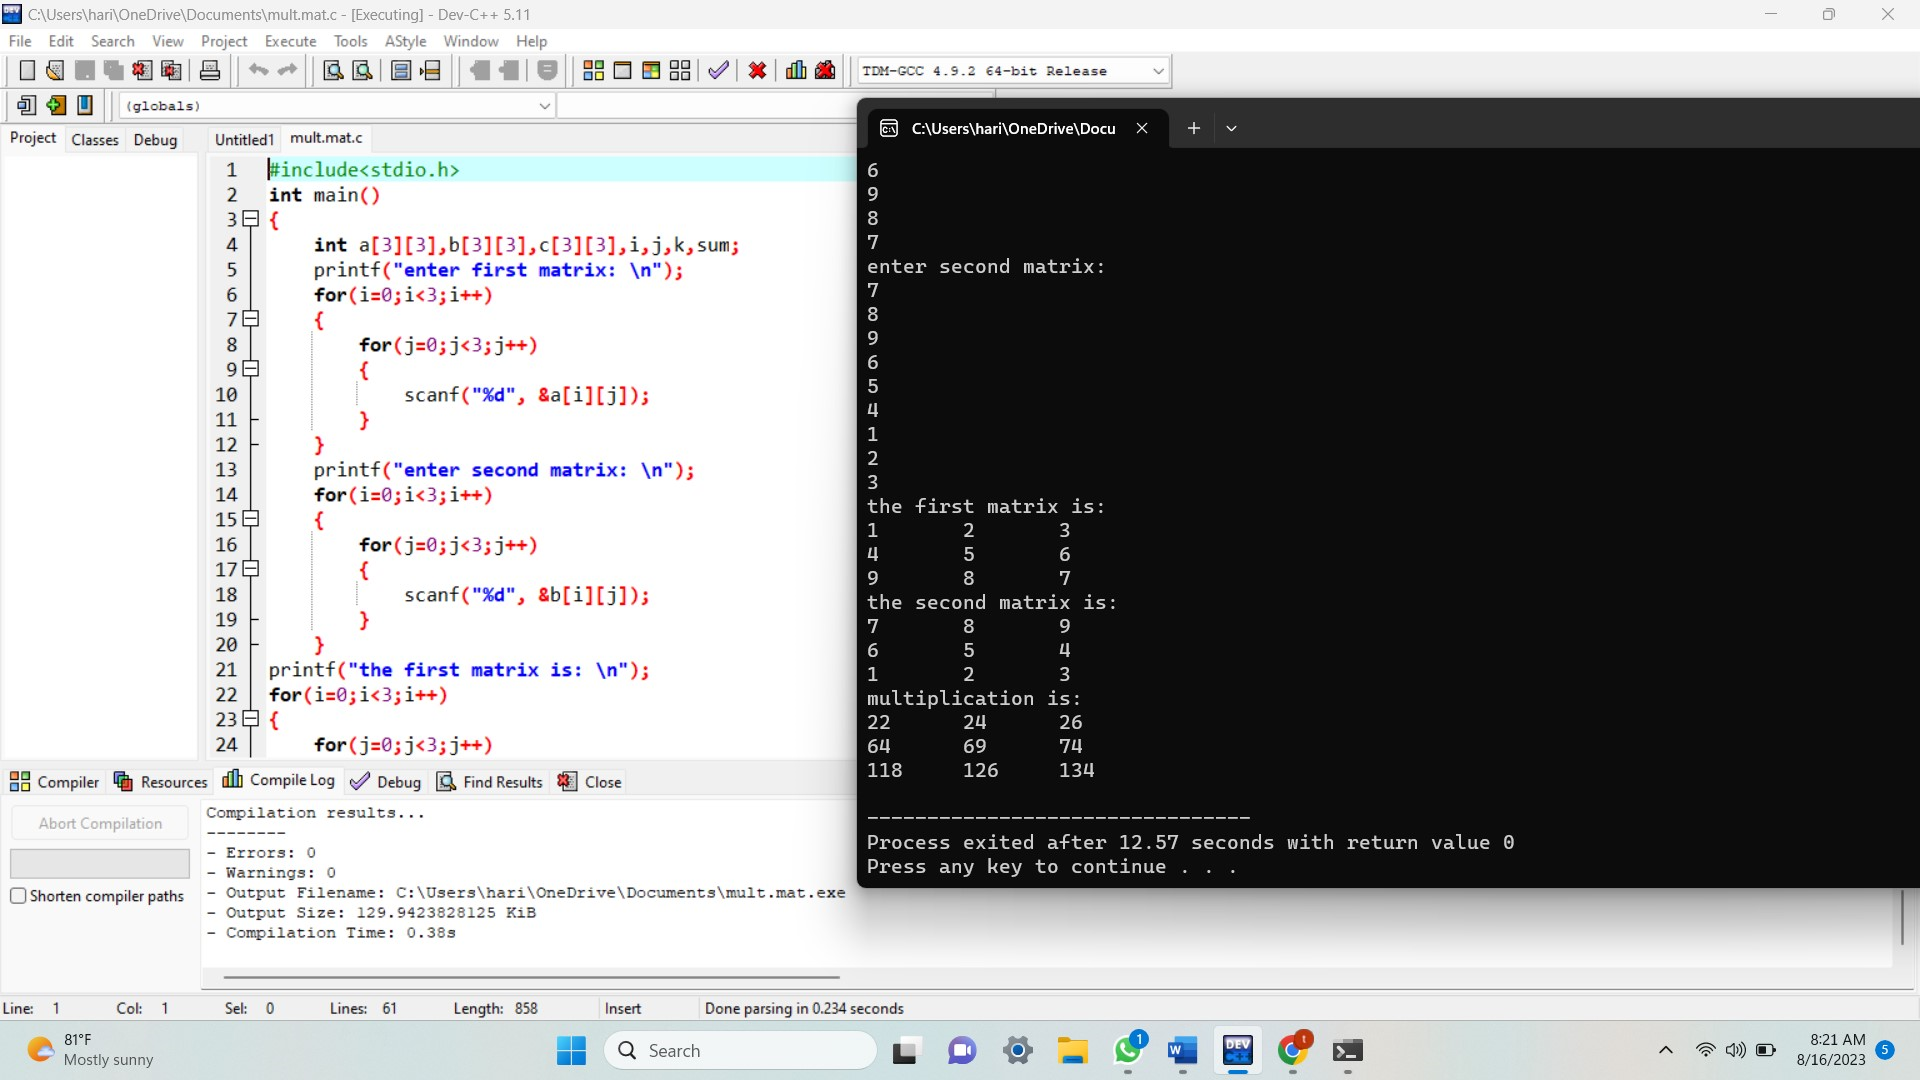 C:\Users\hari\OneDrive\Documents\mult.mat.c - [Executing] - Dev-C++ 5.11
File Edit Search View Project Execute Tools AStyle Window Help
TDM-GCC 4.9.2 64-bit Release
(globals)
Project Classes Debug
Untitled1 mult.mat.c
1 #include<stdio.h>
2 int main()
3 {
4 int a[3][3],b[3][3],c[3][3],i,j,k,sum;
5 printf("enter first matrix: \n");
6 for(i=0;i<3;i++)
7 {
8 for(j=0;j<3;j++)
9 {
10 scanf("%d", &a[i][j]);
11 }
12 }
13 printf("enter second matrix: \n");
14 for(i=0;i<3;i++)
15 {
16 for(j=0;j<3;j++)
17 {
18 scanf("%d", &b[i][j]);
19 }
20 }
21 printf("the first matrix is: \n");
22 for(i=0;i<3;i++)
23 {
24 for(j=0;j<3;j++)
C:\Users\hari\OneDrive\Docu
6
9
8
7
enter second matrix:
7
8
9
6
5
4
1
2
3
the first matrix is:
1 2 3
4 5 6
9 8 7
the second matrix is:
7 8 9
6 5 4
1 2 3
multiplication is:
22 24 26
64 69 74
118 126 134
--------------------------------
Process exited after 12.57 seconds with return value 0
Press any key to continue . . .
Compiler Resources Compile Log Debug Find Results Close
Abort Compilation
Shorten compiler paths
Compilation results...
--------
- Errors: 0
- Warnings: 0
- Output Filename: C:\Users\hari\OneDrive\Documents\mult.mat.exe
- Output Size: 129.9423828125 KiB
- Compilation Time: 0.38s
Line: 1 Col: 1 Sel: 0 Lines: 61 Length: 858 Insert Done parsing in 0.234 seconds
81°F
Mostly sunny
Search
1
W
DEV
C++
t
8:21 AM
8/16/2023
5